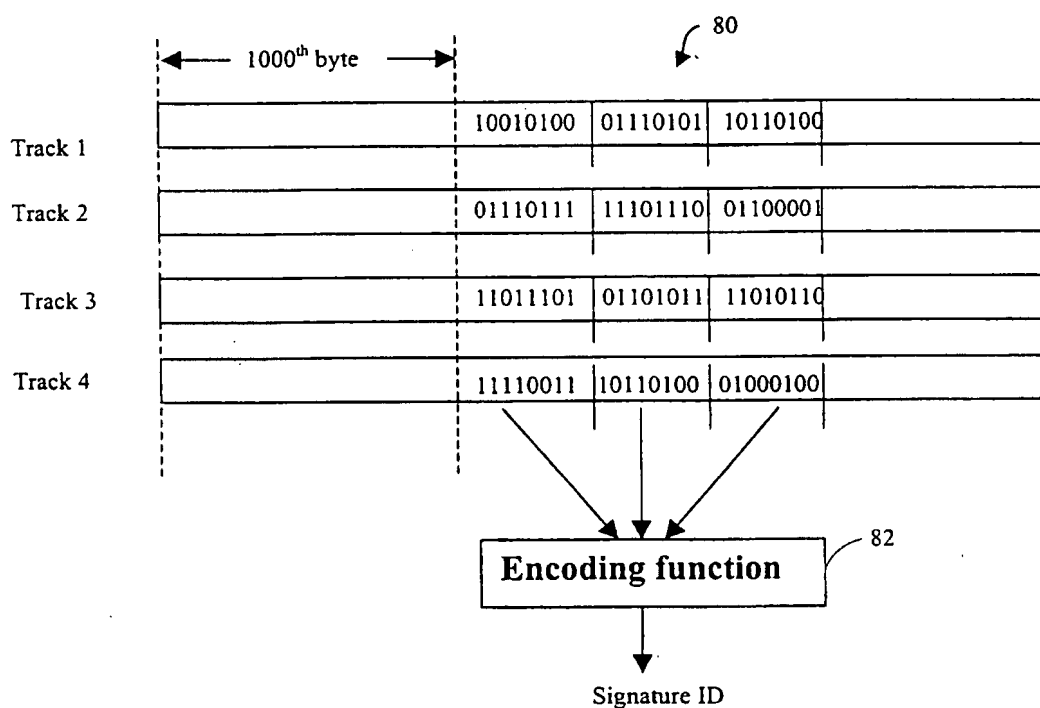 80
1000th byte
Track 1
10010100 01110101 10110100
Track 2
01110111 11101110 01100001
Track 3
11011101 01101011 11010110
Track 4
11110011 10110100 01000100
82
Encoding function
Signature ID